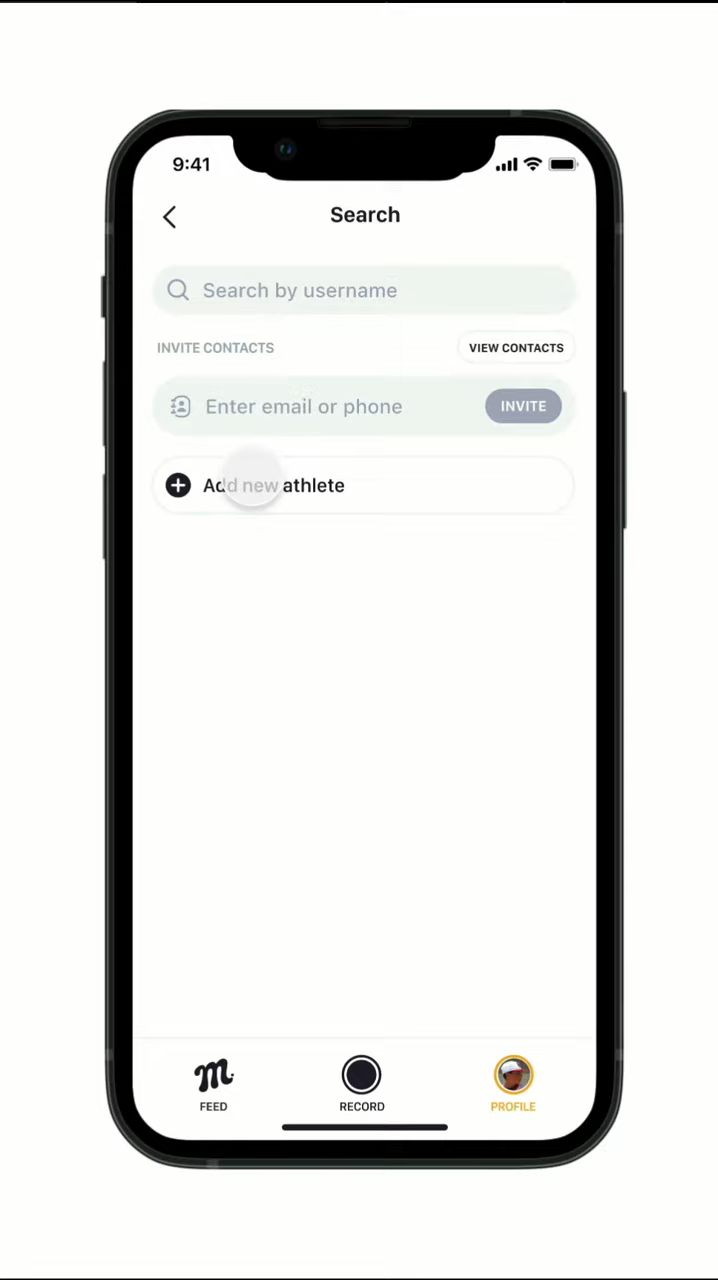 9:41
Search
Search by username
INVITE CONTACTS
VIEW CONTACTS
Enter email or phone
INVITE
Add new athlete
m.
FEED
RECORD
PROFILE